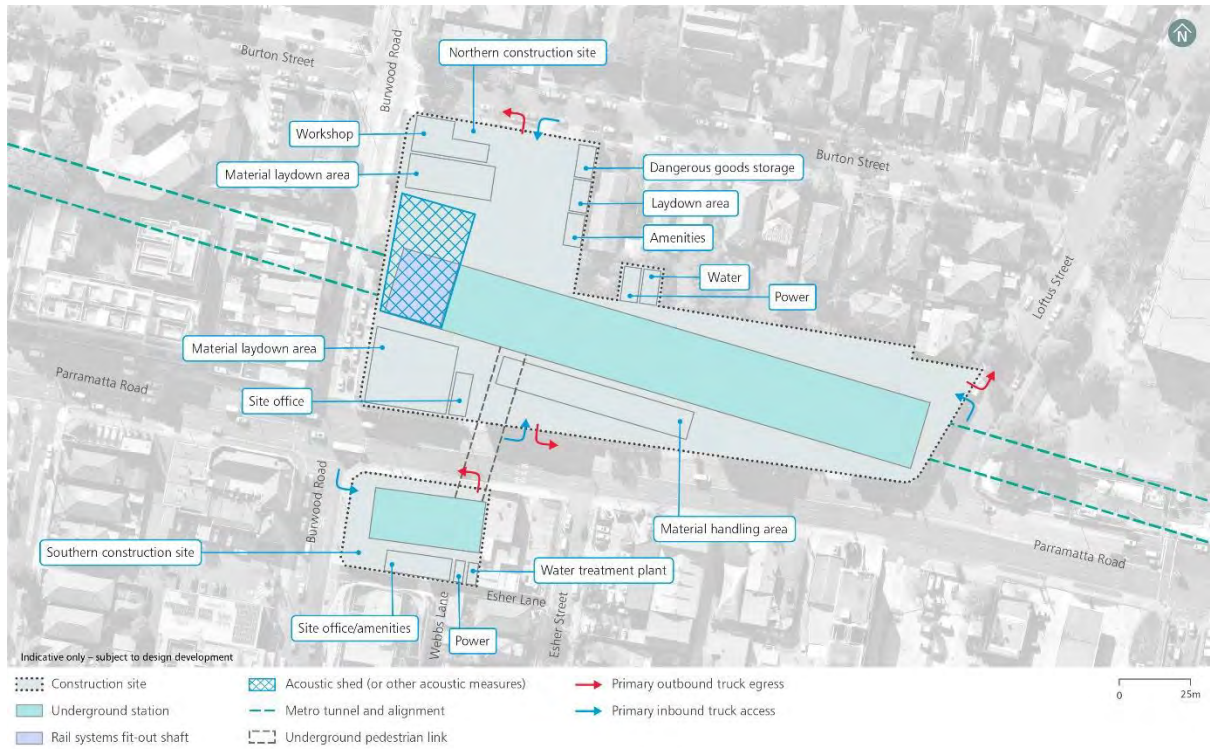 N
Burton Street
Burwood Road
Northern construction site
Workshop
Material laydown area
Burton Street
Dangerous goods storage
Laydown area
Amenities
Water
Power
Loftus Street
Material laydown area
Parramatta Road
Site office
Burwood Road
Material handling area
Parramatta Road
Southern construction site
Water treatment plant
Esher Lane
Esher Street
Webbs Lane
Site office/amenities
Power
Indicative only – subject to design development
Construction site
Acoustic shed (or other acoustic measures)
Primary outbound truck egress
0 25m
Underground station
Metro tunnel and alignment
Primary inbound truck access
Rail systems fit-out shaft
Underground pedestrian link